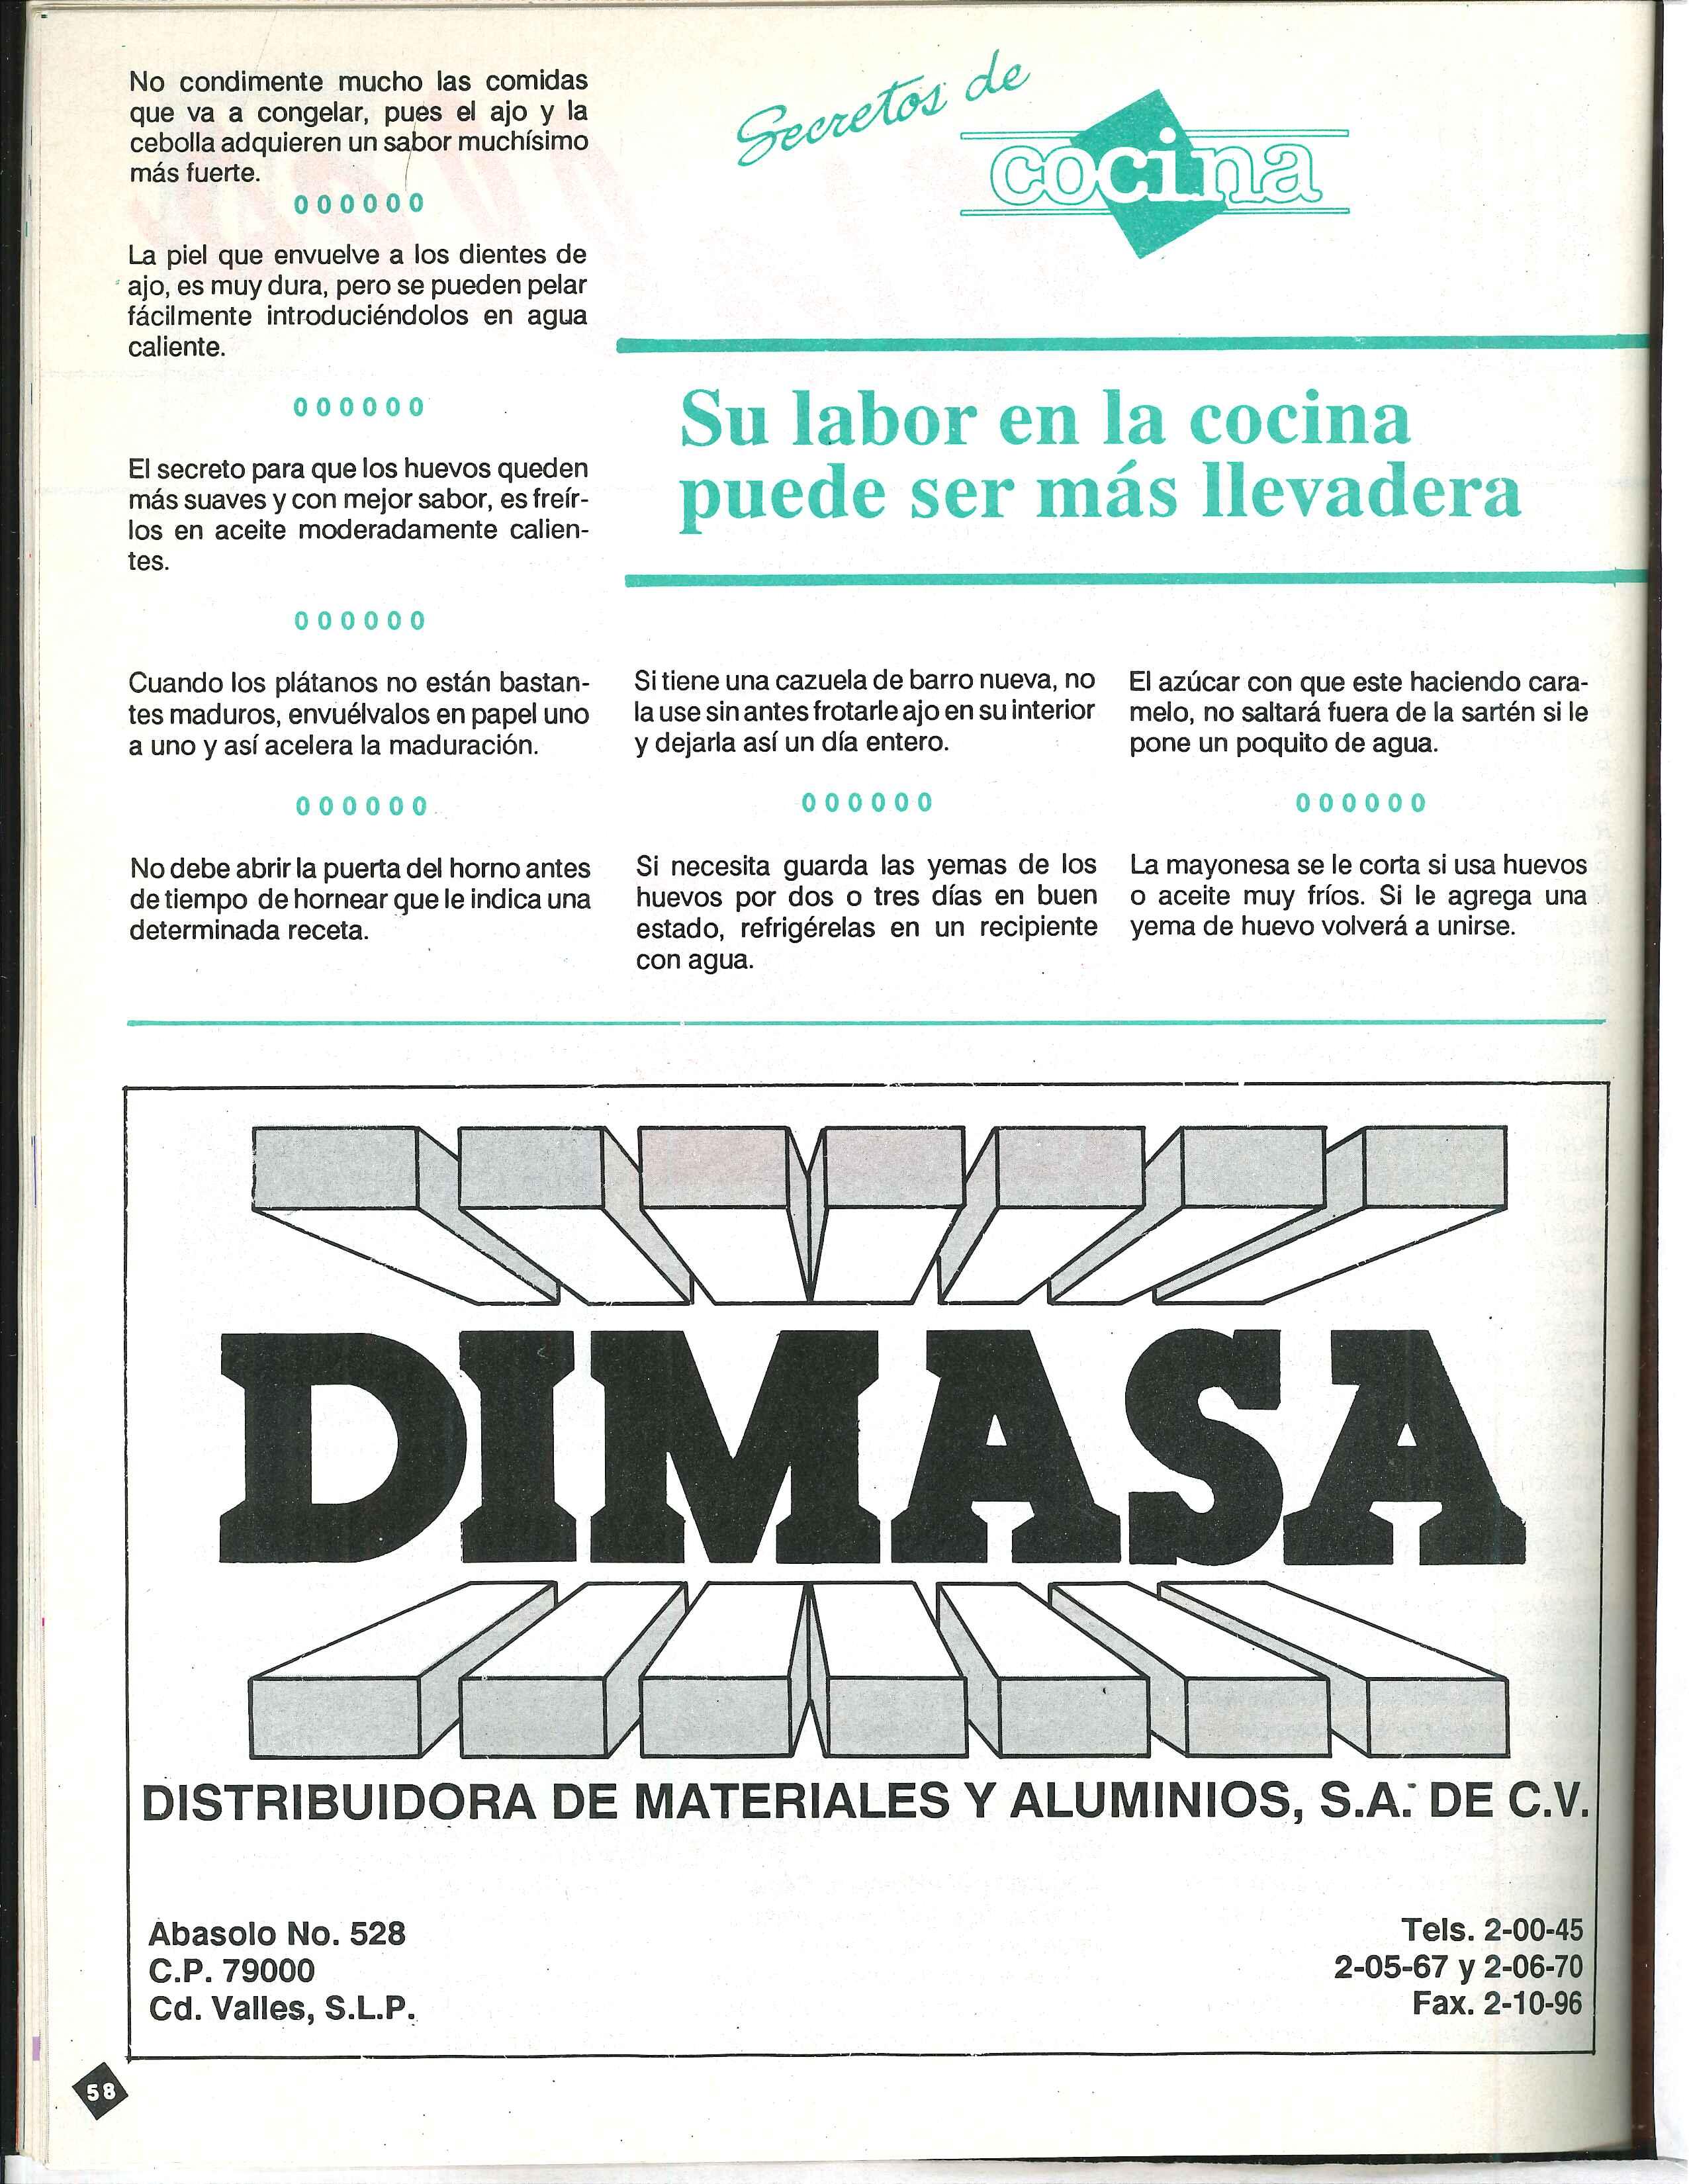 No condimente mucho las comidas
que va a congelar, pues el ajo y la
cebolla adquieren un sabor muchísimo
más fuerte.
000000
La piel que envuelve a los dientes de
ajo, es muy dura, pero se pueden pelar
fácilmente introduciéndolos en agua
caliente.
000000
El secreto para que los huevos queden
más suaves y con mejor sabor, es freír-
los en aceite moderadamente calien-
tes.
000000
Cuando los plátanos no están bastan-
tes maduros, envuélvalos en papel uno
a uno y así acelera la maduración.
000000
No debe abrir la puerta del horno antes
de tiempo de hornear que le indica una
determinada receta.
Secretos de
cocina
Su labor en la cocina
puede ser más llevadera
Si tiene una cazuela de barro nueva, no
la use sin antes frotarle ajo en su interior
y dejarla así un día entero.
000000
Si necesita guarda las yemas de los
huevos por dos o tres días en buen
estado, refrigérelas en un recipiente
con agua.
El azúcar con que este haciendo cara-
melo, no saltará fuera de la sartén si le
pone un poquito de agua.
000000
La mayonesa se le corta si usa huevos
o aceite muy fríos. Si le agrega una
yema de huevo volverá a unirse.
DIMASA
DISTRIBUIDORA DE MATERIALES Y ALUMINIOS, S.A. DE C.V.
Abasolo No. 528
C.P. 79000
Cd. Valles, S.L.P.
Tels. 2-00-45
2-05-67 y 2-06-70
Fax. 2-10-96
58